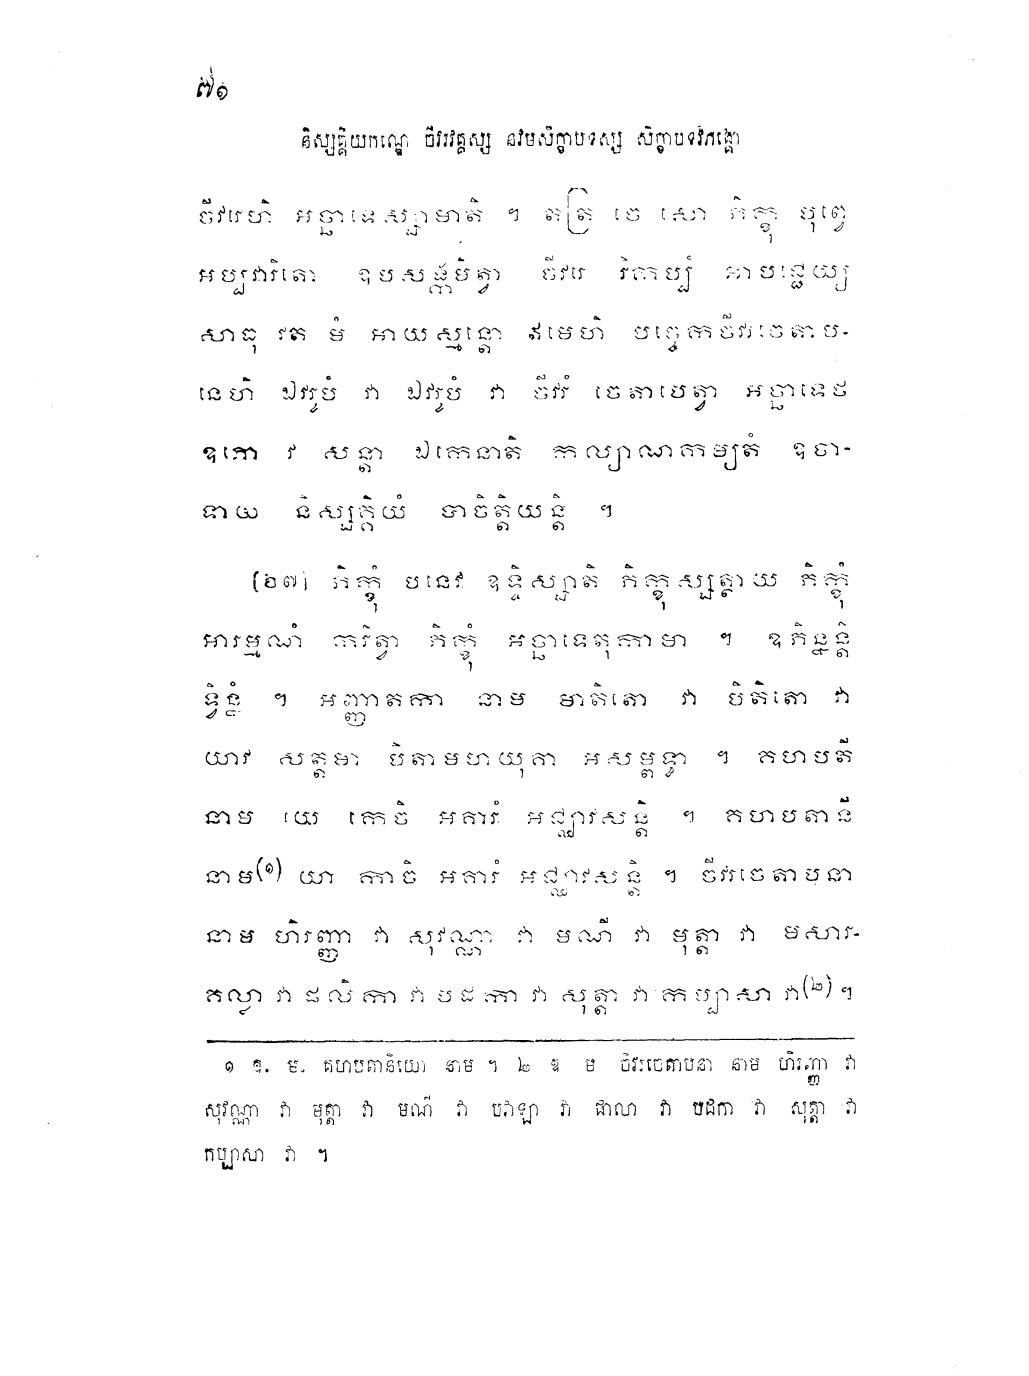 ៧១
និស្សគ្គិយកណ្ឌេ ចីវរវគ្គស្ស នវមសិក្ខាបទស្ស សិក្ខាបទវិភង្គោ
ចីវរេហិ អច្ឆាទេស្សាមាតិ ។ តត្រ ចេ សោ ភិក្ខុ បុព្វេ
អប្បវារិតោ ឧបសង្កមិត្វា ចីវរេ វិកប្បំ អាបជ្ជេយ្យ
សាធុ វត មំ អាយស្មន្តោ ឥមេហិ បច្ចេកចីវរចេតាប-
នេហិ ឯវរូបំ វា ឯវរូបំ វា ចីវរំ ចេតាបេត្វា អច្ឆាទេថ
ឧភោ វ សន្តា ឯកេនាតិ កល្យាណកម្យតំ ឧបា-
ទាយ និស្សគ្គិយំ បាចិត្តិយន្តិ ។
(២៧) ភិក្ខុំ បនេវ ឧទ្ទិស្សាតិ ភិក្ខុស្សត្ថាយ ភិក្ខុំ
អារម្មណំ ករិត្វា ភិក្ខុំ អច្ឆាទេតុកាមា ។ ឧភិន្នន្តិ
ទ្វិន្នំ ។ អញ្ញាតកា នាម មាតិតោ វា បិតិតោ វា
យាវ សត្តមា បិតាមហយុគា អសម្ពទ្ធា ។ គហបតី
នាម យេ កេចិ អគារំ អជ្ឈាវសន្តិ ។ គហបតានី
នាម(១) យា កាចិ អគារំ អជ្ឈាវសន្តិ ។ ចីវរចេតាបនា
នាម ហិរញ្ញា វា សុវណ្ណា វា មណី វា មុត្តា វា មសារ-
គល្លា វា ផលិកា វា បដកា វា សុត្តា វា កប្បាសា វា(២) ។
១ ឧ. ម. គហបតានិយោ នាម ។ ២ ឧ ម ចីវរចេតាបនា នាម ហិរញ្ញា វា
សុវណ្ណា វា មុត្តា វា មណី វា បវាឡា វា ផាលា វា បដកា វា សុត្តា វា
កប្បាសា វា ។